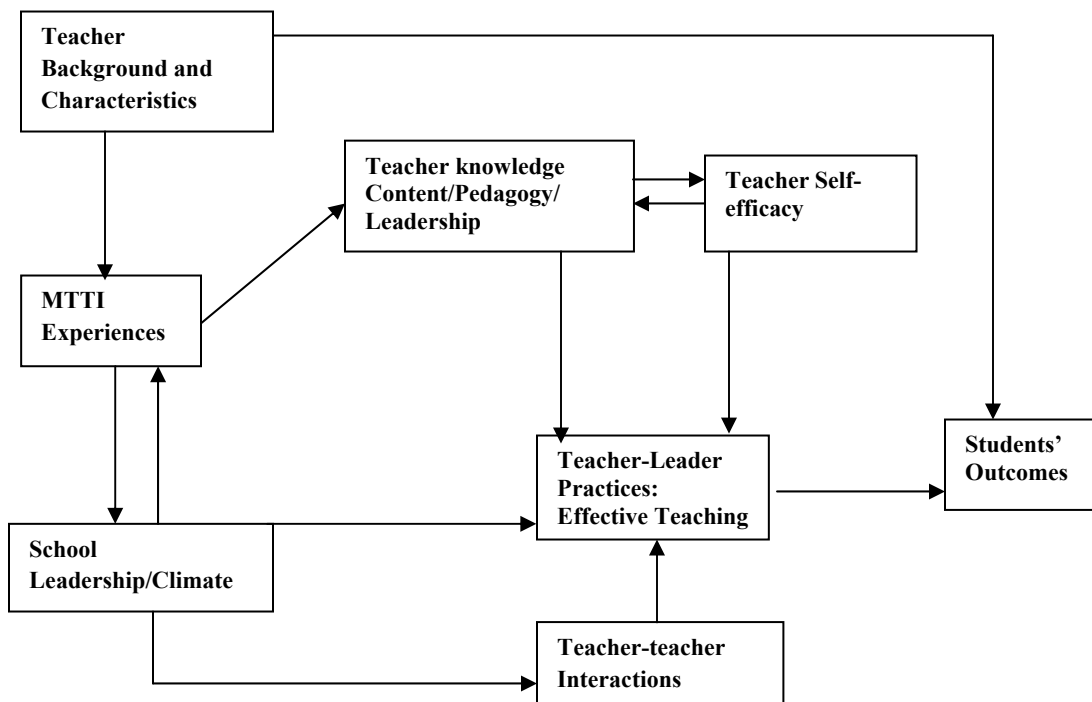 Teacher
Background and
Characteristics
Teacher knowledge
Content/Pedagogy/
Leadership
Teacher Self-
efficacy
MTTI
Experiences
Teacher-Leader
Practices:
Effective Teaching
Students’
Outcomes
School
Leadership/Climate
Teacher-teacher
Interactions